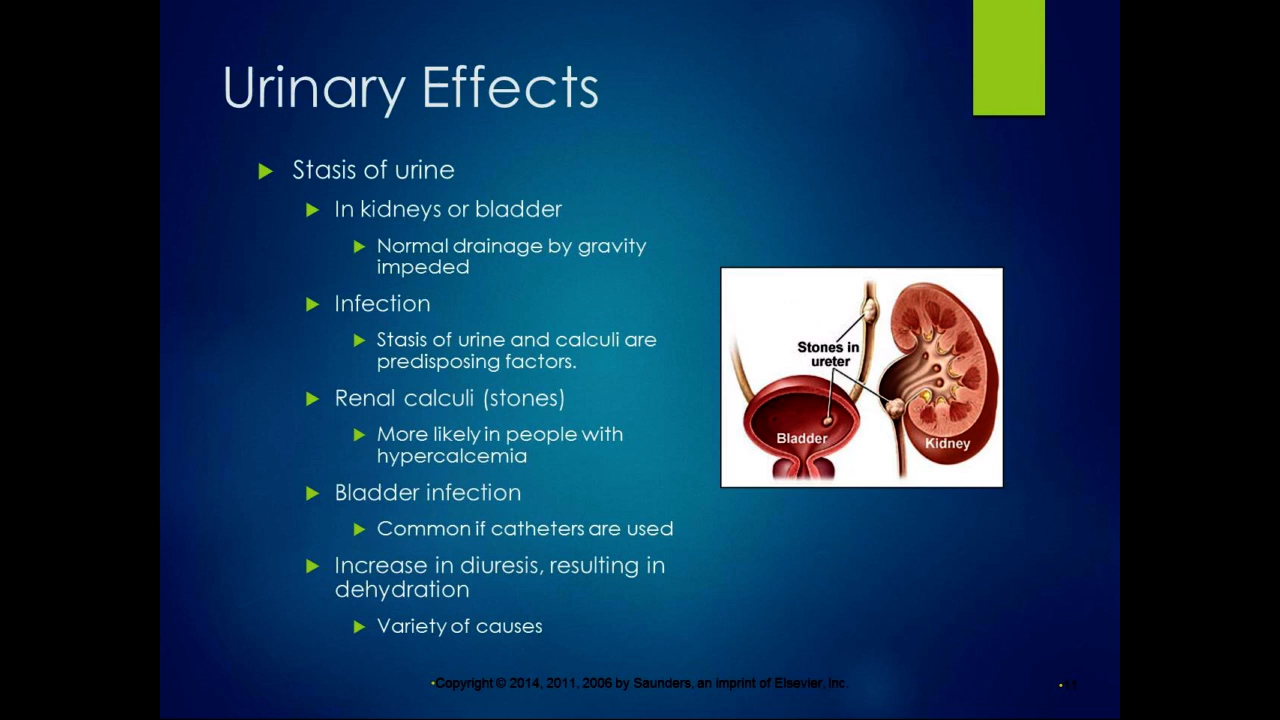 Urinary Effects
Stasis of urine
In kidneys or bladder
Normal drainage by gravity
impeded
Infection
Stasis of urine and calculi are
predisposing factors.
Renal calculi (stones)
More likely in people with
hypercalcemia
Bladder infection
Common if catheters are used
Increase in diuresis, resulting in
dehydration
Variety of causes
Stones in
ureter
Bladder
Kidney
•Copyright © 2014, 2011, 2006 by Saunders, an imprint of Elsevier, Inc.